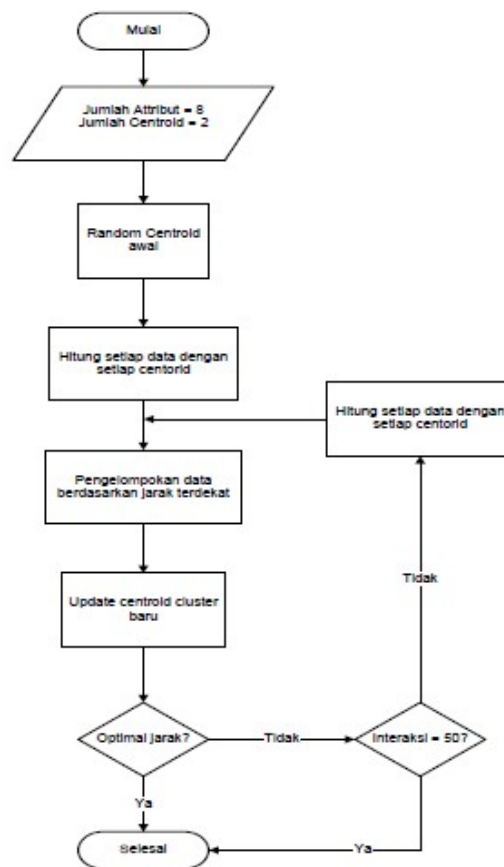 Mulai
Jumlah Attribut = 8
Jumlah Centroid = 2
Random Centroid
awal
Hitung setiap data dengan
setiap centorid
Hitung setiap data dengan
setiap centorid
Pengelompokan data
berdasarkan jarak terdekat
Tidak
Update centroid cluster
baru
Optimal jarak?
Tidak
Interaksi = 50?
Ya
Selesai
Ya